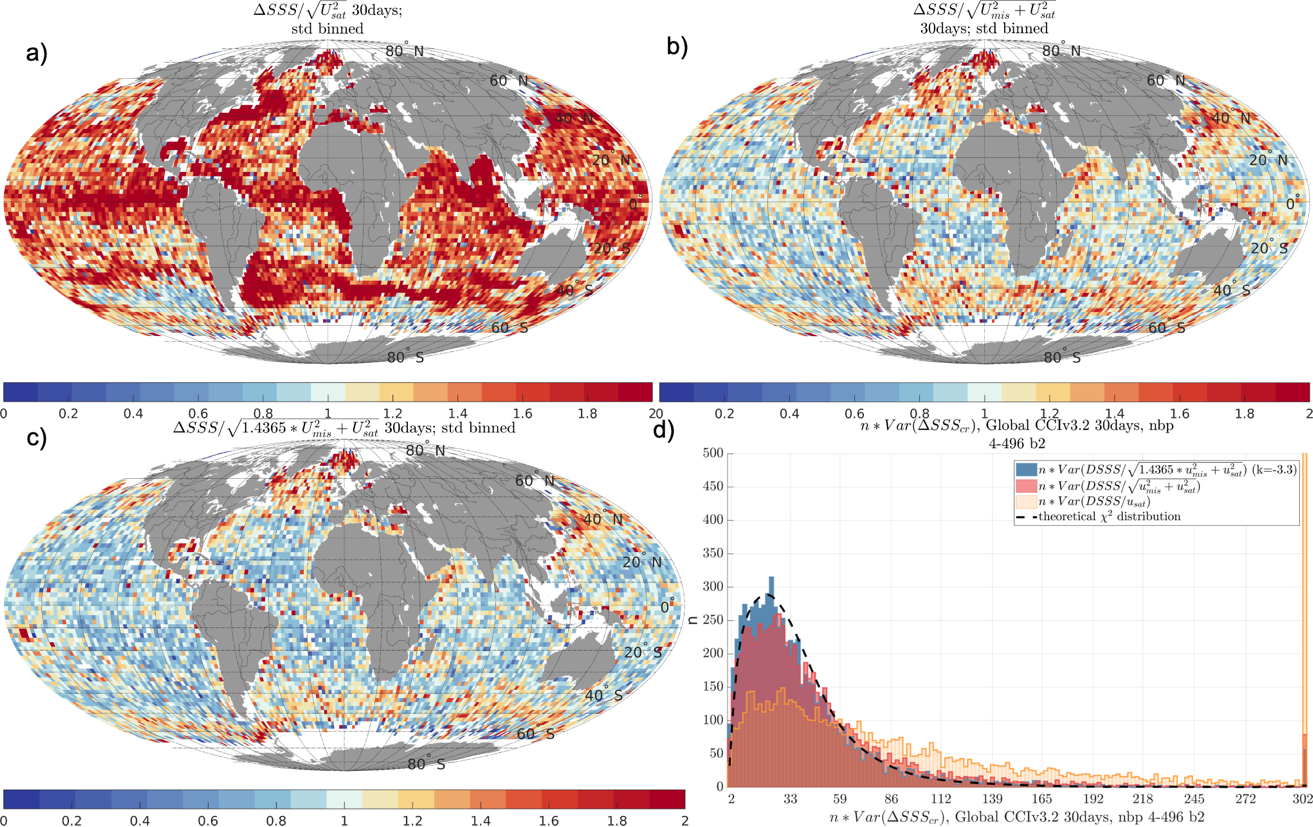 ΔSSS/√U²sat 30days;
std binned
a)
80° N
60° N
40° N
20° N
0°
20° S
40° S
60° S
80° S
0 0.2 0.4 0.6 0.8 1 1.2 1.4 1.6 1.8 2
ΔSSS/√U²mis + U²sat
30days; std binned
b)
80° N
60° N
40° N
20° N
0°
20° S
40° S
60° S
80° S
0 0.2 0.4 0.6 0.8 1 1.2 1.4 1.6 1.8 2
ΔSSS/√1.4365 * U²mis + U²sat 30days; std binned
c)
80° N
60° N
40° N
20° N
0°
20° S
40° S
60° S
80° S
0 0.2 0.4 0.6 0.8 1 1.2 1.4 1.6 1.8 2
n * Var(ΔSSScr), Global CCIv3.2 30days, nbp
4-496 b2
d)
n * Var(DSSS/√1.4365 * u²mis + u²sat) (k=-3.3)
n * Var(DSSS/√u²mis + u²sat)
n * Var(DSSS/usat)
theoretical χ² distribution
500
450
400
350
300
250
200
150
100
50
0
n
2 33 59 86 112 139 165 192 218 245 272 302
n * Var(ΔSSScr), Global CCIv3.2 30days, nbp 4-496 b2